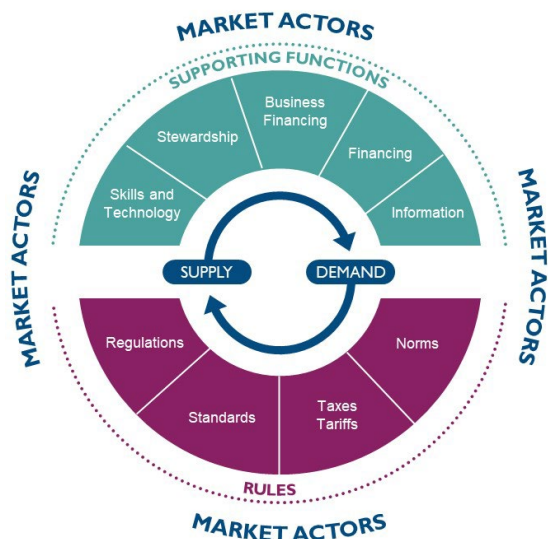 MARKET ACTORS
SUPPORTING FUNCTIONS
Business
Financing
Stewardship
Financing
Skills and
Technology
Information
MARKET ACTORS
MARKET ACTORS
SUPPLY
DEMAND
Regulations
Norms
Standards
Taxes
Tariffs
RULES
MARKET ACTORS